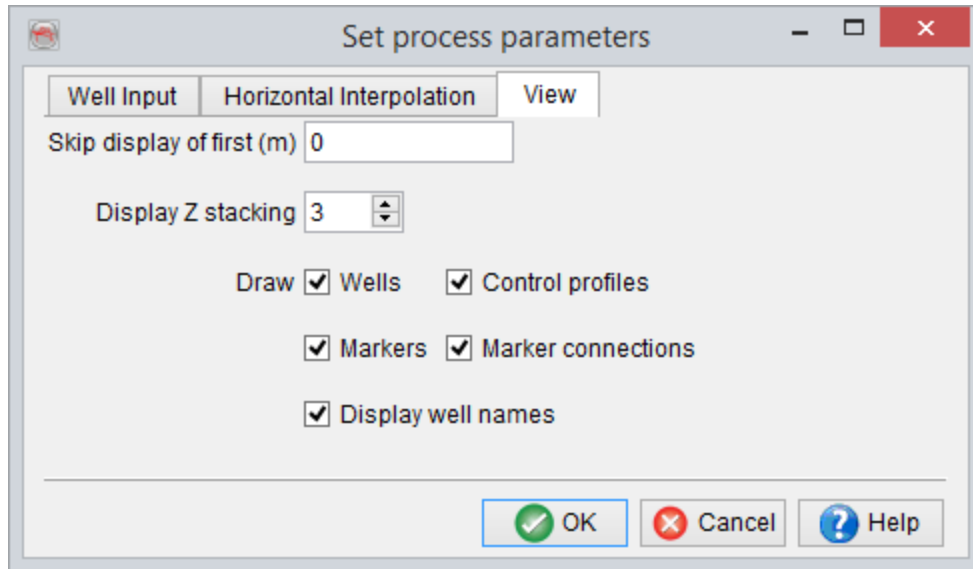 Set process parameters
Well Input Horizontal Interpolation View
Skip display of first (m) 0
Display Z stacking 3
Draw Wells Control profiles
Markers Marker connections
Display well names
OK Cancel Help